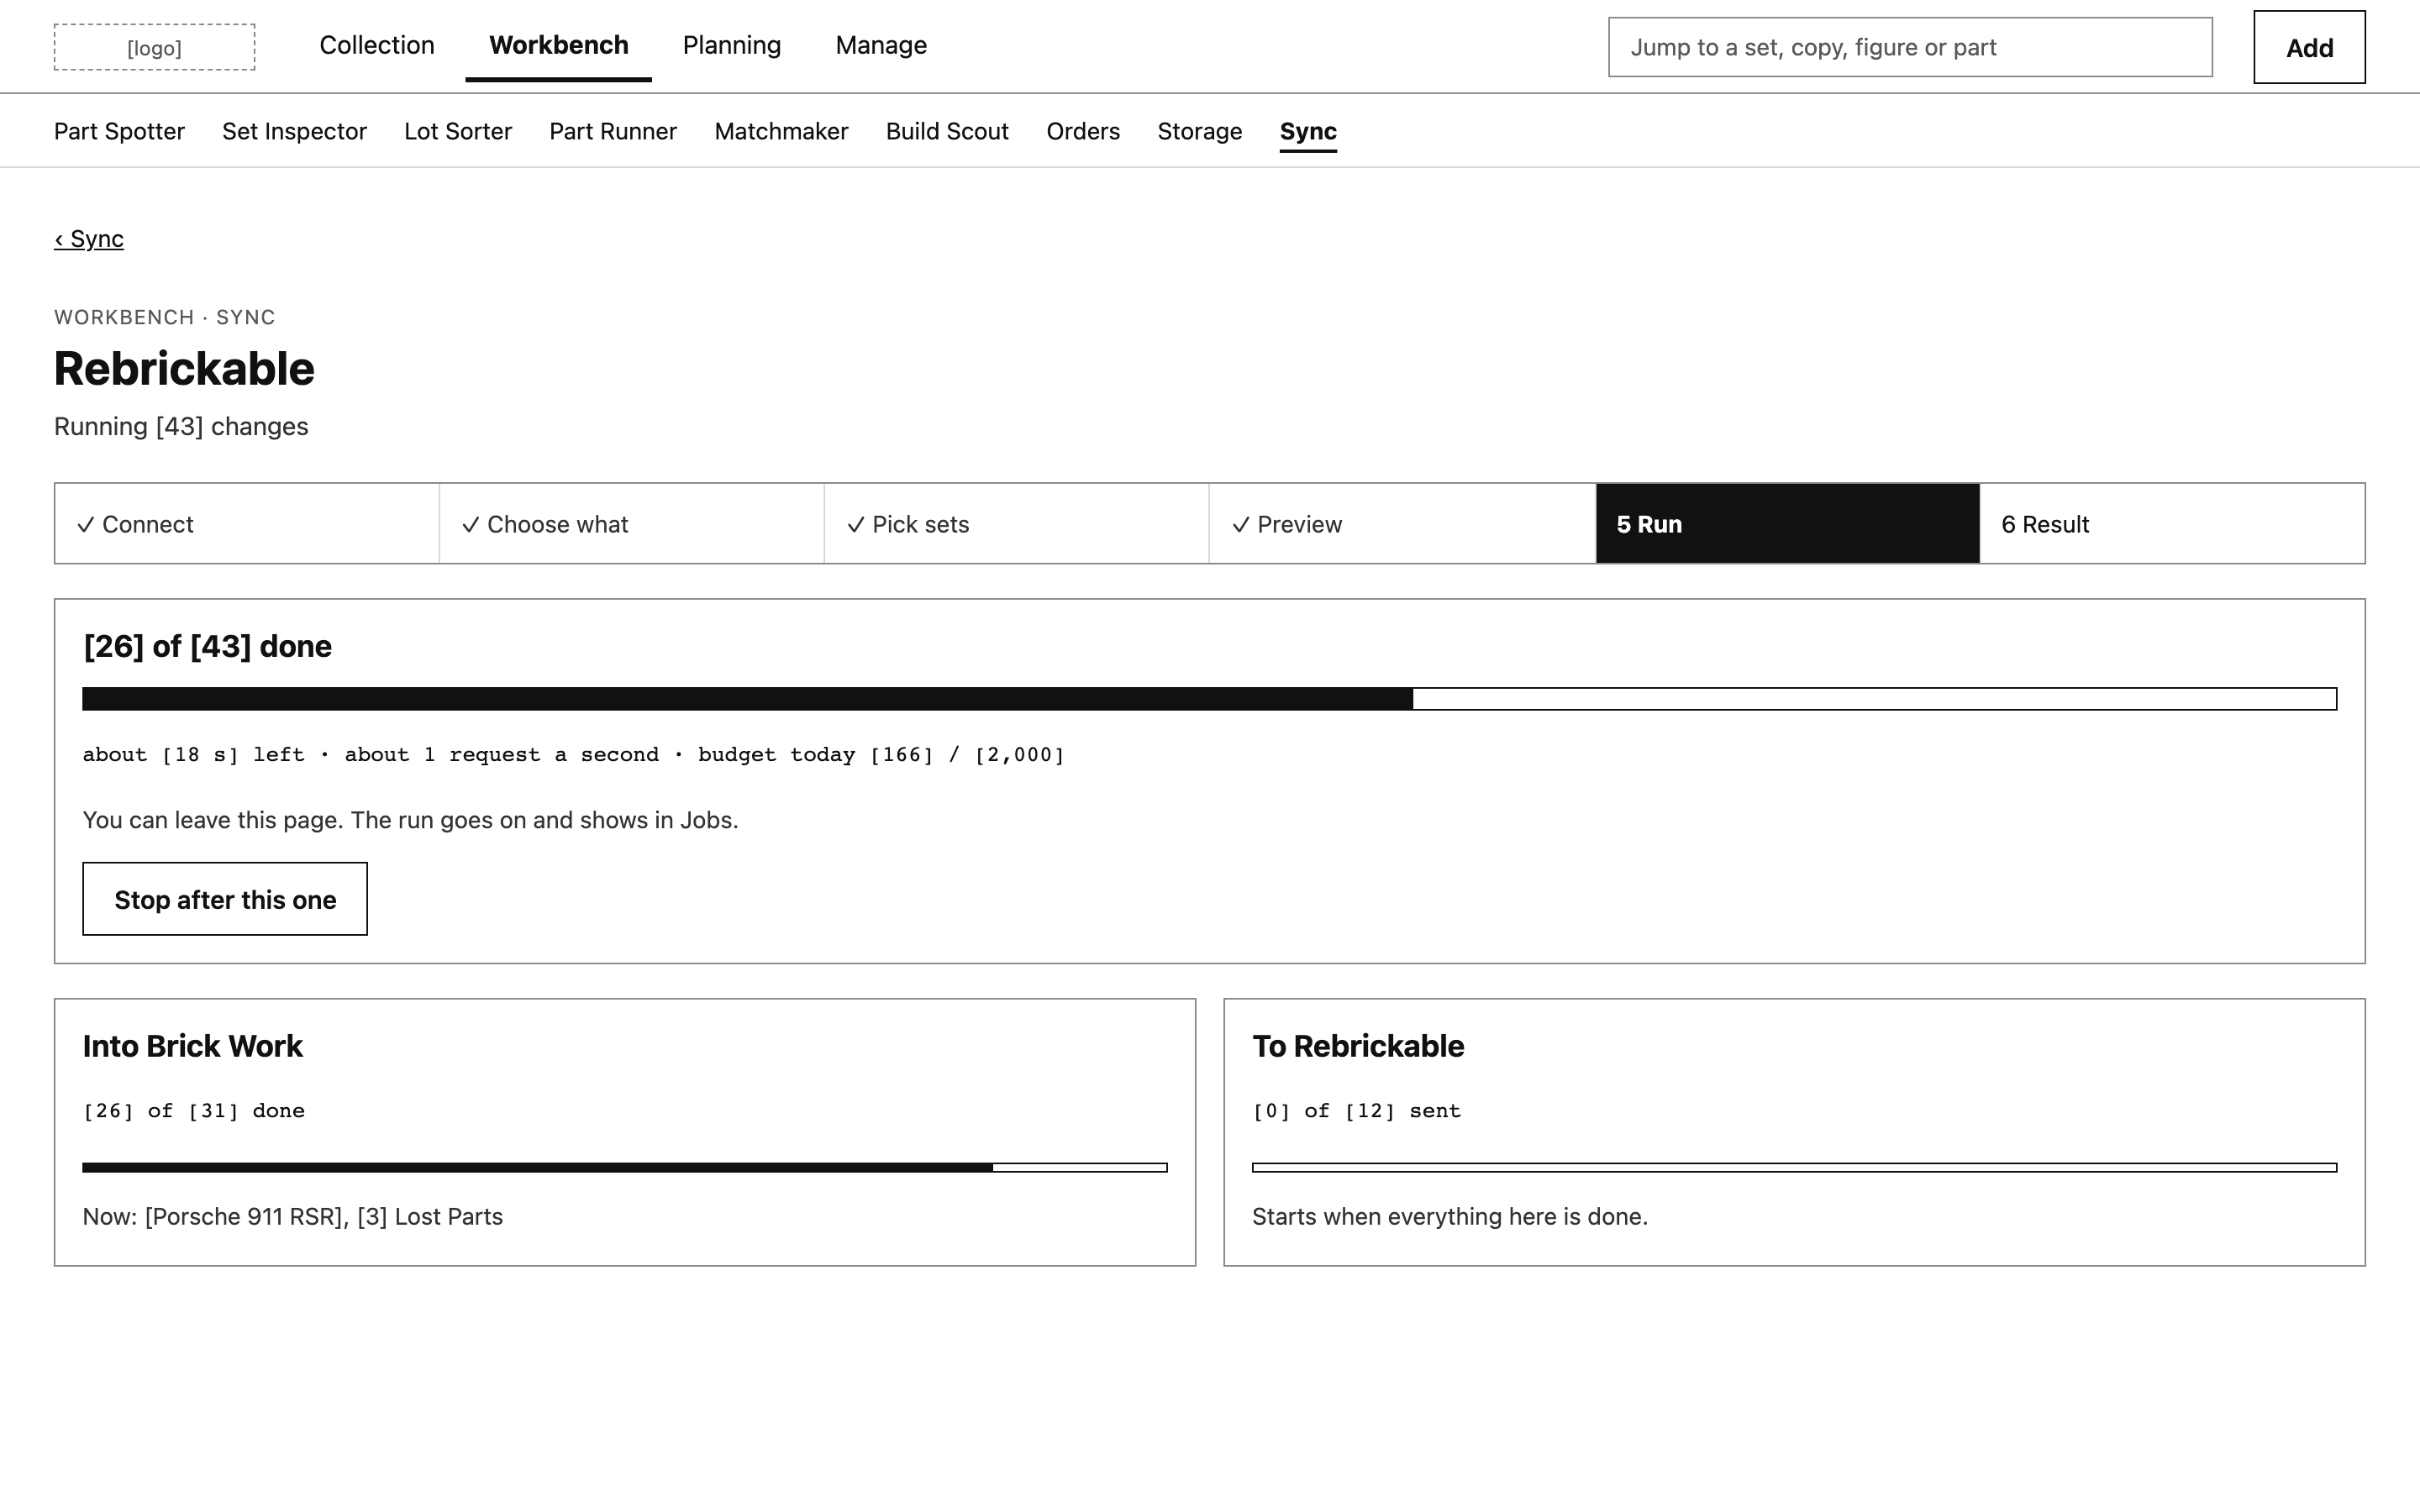 [logo]
Collection
Workbench
Planning
Manage
Jump to a set, copy, figure or part
Add
Part Spotter
Set Inspector
Lot Sorter
Part Runner
Matchmaker
Build Scout
Orders
Storage
Sync
‹ Sync
WORKBENCH · SYNC
Rebrickable
Running [43] changes
✓ Connect
✓ Choose what
✓ Pick sets
✓ Preview
5 Run
6 Result
[26] of [43] done
about [18 s] left · about 1 request a second · budget today [166] / [2,000]
You can leave this page. The run goes on and shows in Jobs.
Stop after this one
Into Brick Work
[26] of [31] done
Now: [Porsche 911 RSR], [3] Lost Parts
To Rebrickable
[0] of [12] sent
Starts when everything here is done.